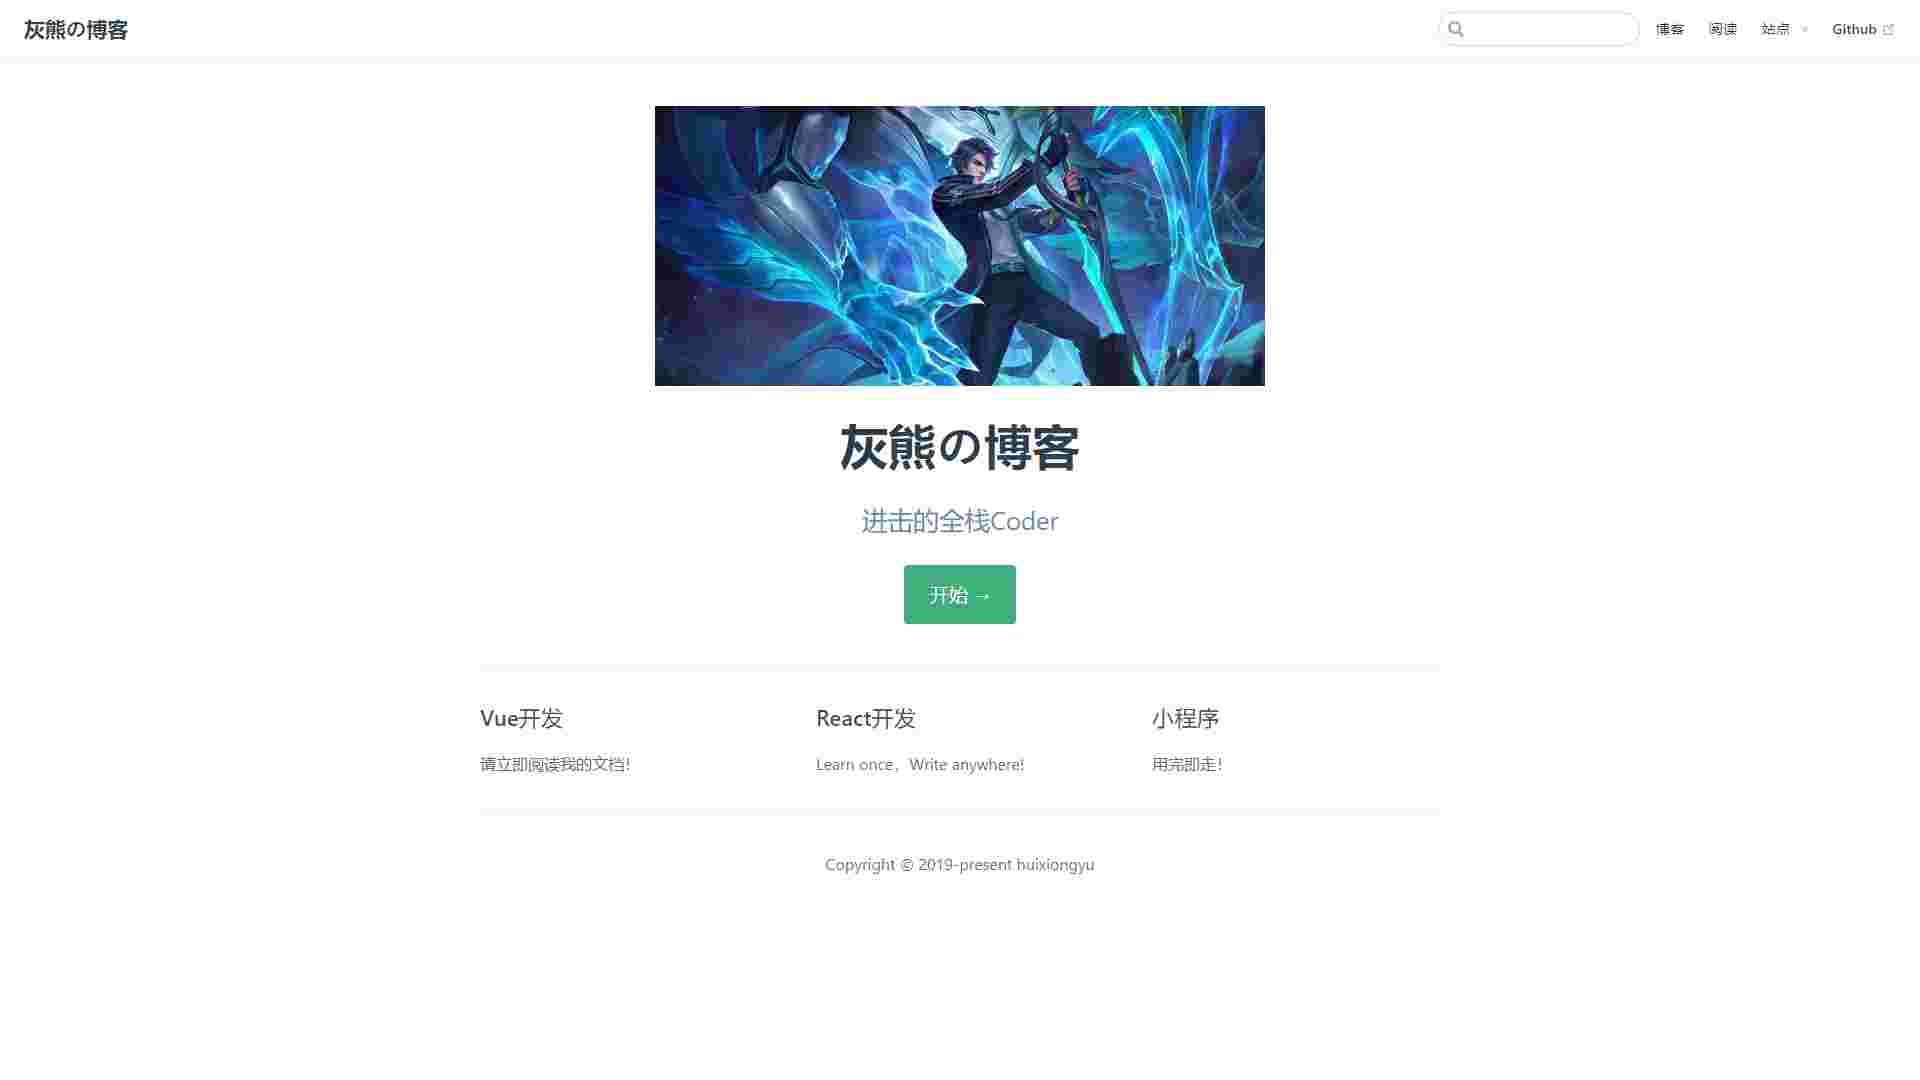 灰熊の博客
博客 阅读 站点 Github
灰熊の博客
进击的全栈Coder
开始 →
Vue开发
请立即阅读我的文档！
React开发
Learn once，Write anywhere!
小程序
用完即走！
Copyright © 2019-present huixiongyu